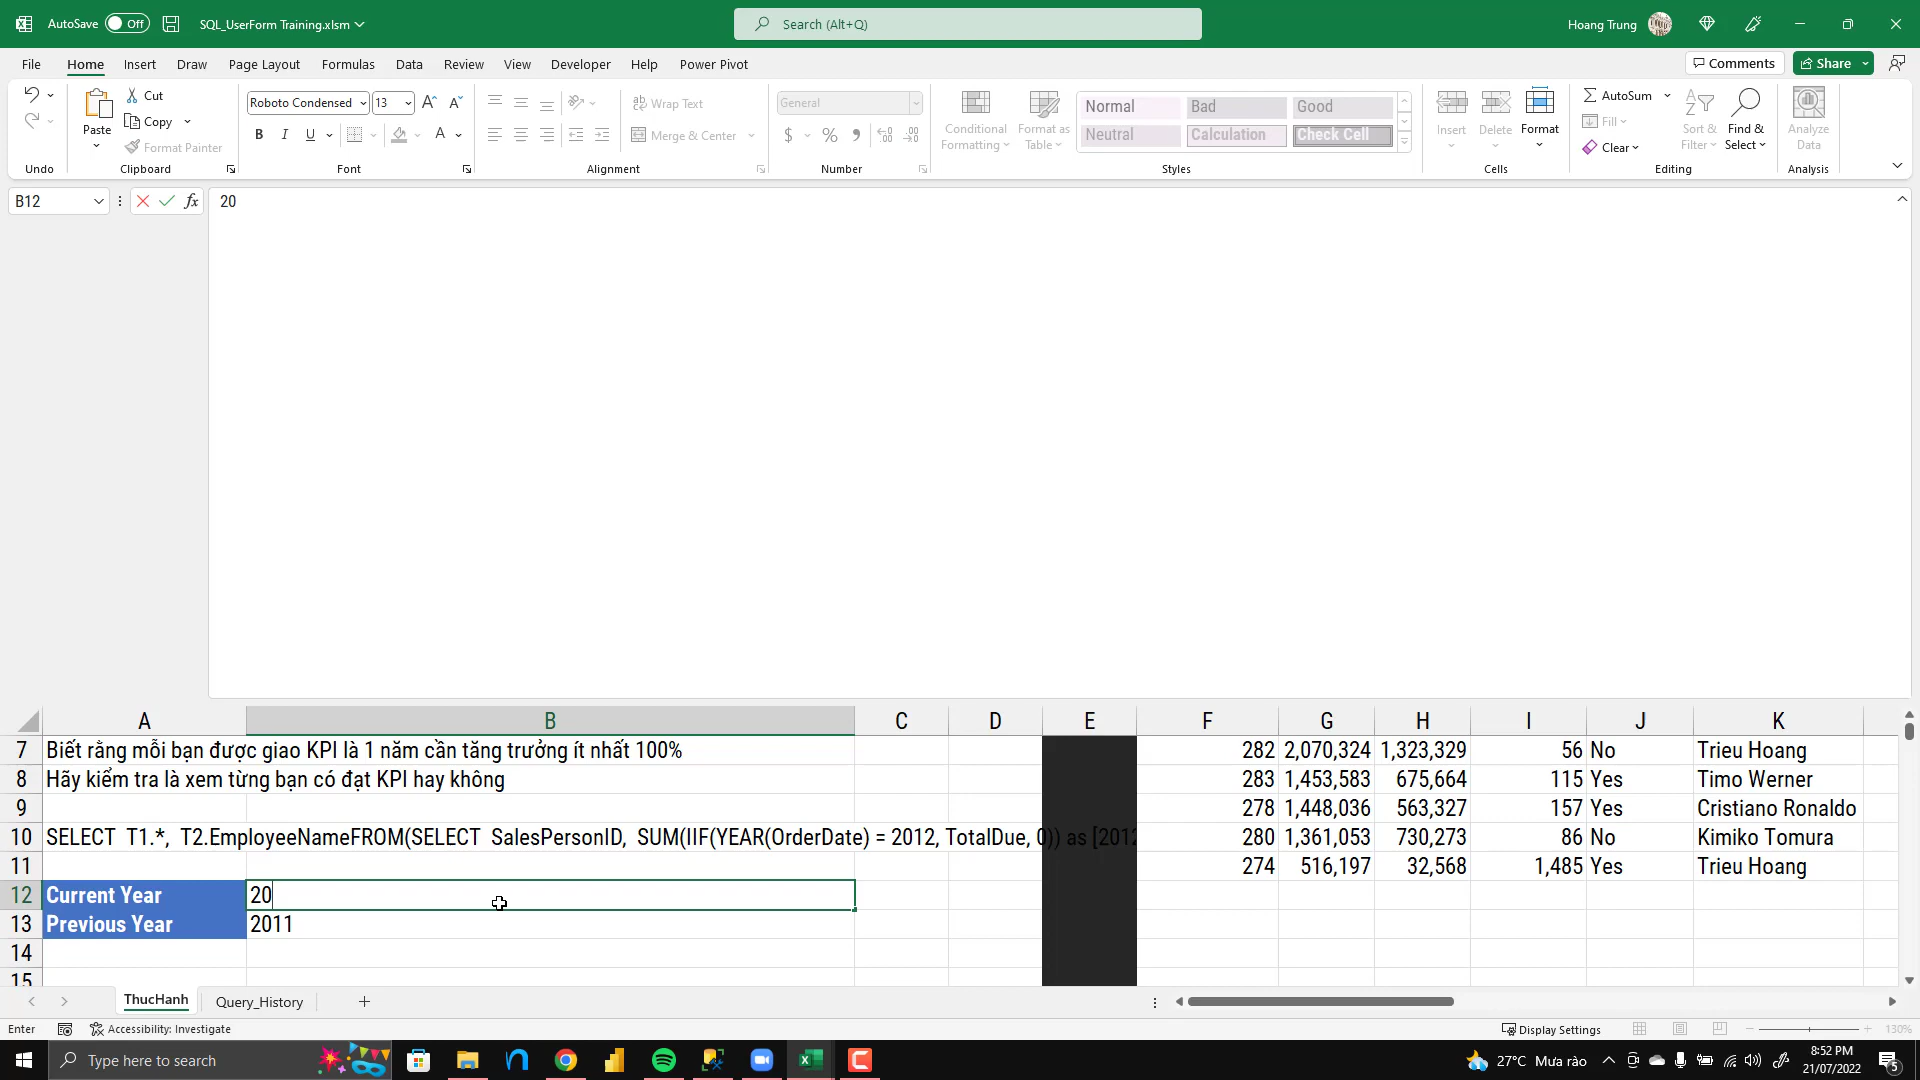 AutoSave Off SQL_UserForm Training.xlsm Search (Alt+Q) Hoang Trung
File Home Insert Draw Page Layout Formulas Data Review View Developer Help Power Pivot Comments Share
Cut
Copy
Format Painter
Paste
Roboto Condensed 13
B I U A
Wrap Text
Merge & Center
General
$ % 9
Conditional Formatting
Format as Table
Normal Bad Good
Neutral Calculation Check Cell
Insert Delete Format
AutoSum
Fill
Clear
Sort & Filter
Find & Select
Analyze Data
Undo Clipboard Font Alignment Number Styles Cells Editing Analysis
B12 fx 20
A B C D E F G H I J K
7 Biết rằng mỗi bạn được giao KPI là 1 năm cần tăng trưởng ít nhất 100% 282 2,070,324 1,323,329 56 No Trieu Hoang
8 Hãy kiểm tra là xem từng bạn có đạt KPI hay không 283 1,453,583 675,664 115 Yes Timo Werner
9 278 1,448,036 563,327 157 Yes Cristiano Ronaldo
10 SELECT T1.*, T2.EmployeeNameFROM(SELECT SalesPersonID, SUM(IIF(YEAR(OrderDate) = 2012, TotalDue, 0)) as [2012 280 1,361,053 730,273 86 No Kimiko Tomura
11 274 516,197 32,568 1,485 Yes Trieu Hoang
12 Current Year 20
13 Previous Year 2011
14
15
ThucHanh Query_History
Enter Accessibility: Investigate Display Settings 130%
Type here to search 27°C Mưa rào 8:52 PM
21/07/2022 5